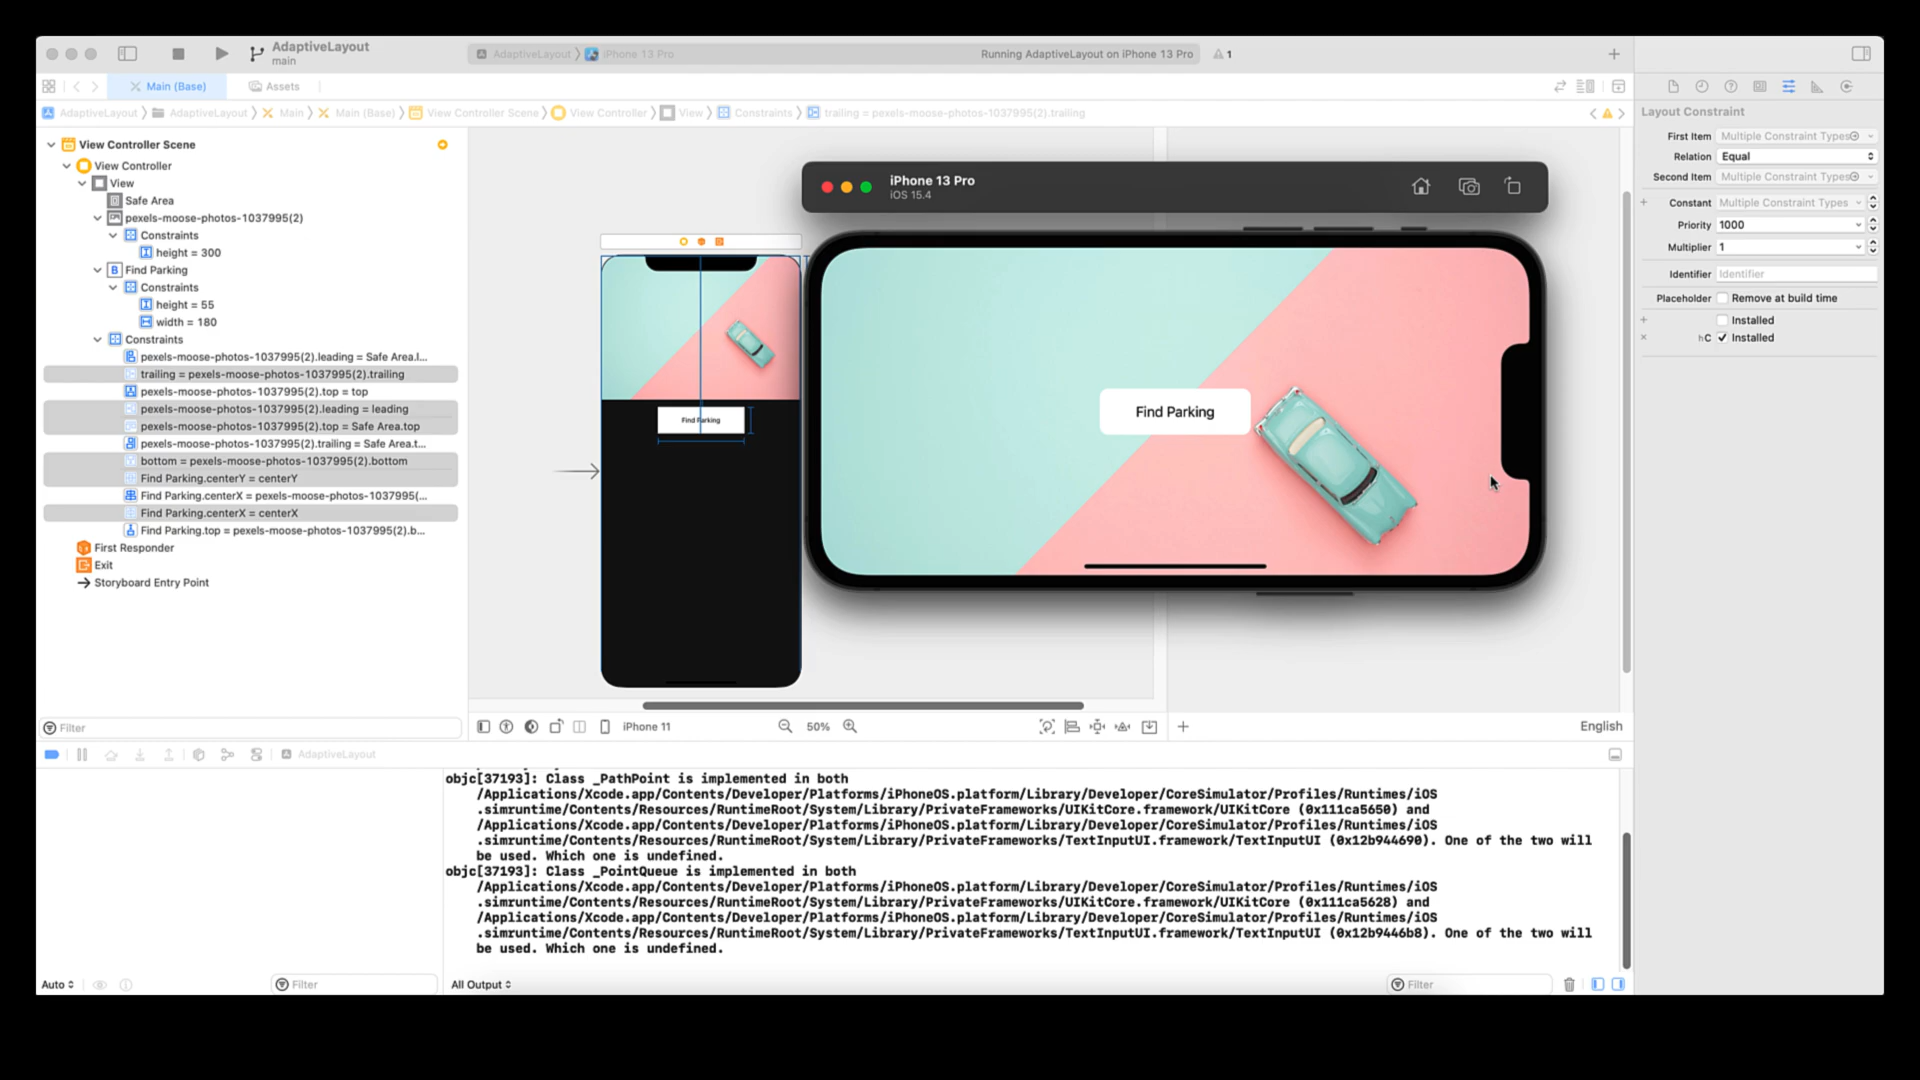 AdaptiveLayout
main
AdaptiveLayout
iPhone 13 Pro
Running AdaptiveLayout on iPhone 13 Pro
1
Main (Base)
Assets
AdaptiveLayout
AdaptiveLayout
Main
Main (Base)
View Controller Scene
View Controller
View
Constraints
trailing = pexels-moose-photos-1037995(2).trailing
View Controller Scene
View Controller
View
Safe Area
pexels-moose-photos-1037995(2)
Constraints
height = 300
B Find Parking
Constraints
height = 55
width = 180
Constraints
pexels-moose-photos-1037995(2).leading = Safe Area.l...
trailing = pexels-moose-photos-1037995(2).trailing
pexels-moose-photos-1037995(2).top = top
pexels-moose-photos-1037995(2).leading = leading
pexels-moose-photos-1037995(2).top = Safe Area.top
pexels-moose-photos-1037995(2).trailing = Safe Area.t...
bottom = pexels-moose-photos-1037995(2).bottom
Find Parking.centerY = centerY
Find Parking.centerX = pexels-moose-photos-1037995(...
Find Parking.centerX = centerX
Find Parking.top = pexels-moose-photos-1037995(2).b...
First Responder
Exit
Storyboard Entry Point
Filter
Find Parking
iPhone 13 Pro
iOS 15.4
Find Parking
iPhone 11
50%
English
Layout Constraint
First Item Multiple Constraint Types
Relation Equal
Second Item Multiple Constraint Types
Constant Multiple Constraint Types
Priority 1000
Multiplier 1
Identifier Identifier
Placeholder Remove at build time
Installed
hC Installed
AdaptiveLayout
objc[37193]: Class _PathPoint is implemented in both
/Applications/Xcode.app/Contents/Developer/Platforms/iPhoneOS.platform/Library/Developer/CoreSimulator/Profiles/Runtimes/iOS
.simruntime/Contents/Resources/RuntimeRoot/System/Library/PrivateFrameworks/UIKitCore.framework/UIKitCore (0x111ca5650) and
/Applications/Xcode.app/Contents/Developer/Platforms/iPhoneOS.platform/Library/Developer/CoreSimulator/Profiles/Runtimes/iOS
.simruntime/Contents/Resources/RuntimeRoot/System/Library/PrivateFrameworks/TextInputUI.framework/TextInputUI (0x12b944690). One of the two will
be used. Which one is undefined.
objc[37193]: Class _PointQueue is implemented in both
/Applications/Xcode.app/Contents/Developer/Platforms/iPhoneOS.platform/Library/Developer/CoreSimulator/Profiles/Runtimes/iOS
.simruntime/Contents/Resources/RuntimeRoot/System/Library/PrivateFrameworks/UIKitCore.framework/UIKitCore (0x111ca5628) and
/Applications/Xcode.app/Contents/Developer/Platforms/iPhoneOS.platform/Library/Developer/CoreSimulator/Profiles/Runtimes/iOS
.simruntime/Contents/Resources/RuntimeRoot/System/Library/PrivateFrameworks/TextInputUI.framework/TextInputUI (0x12b9446b8). One of the two will
be used. Which one is undefined.
Auto
Filter
All Output
Filter